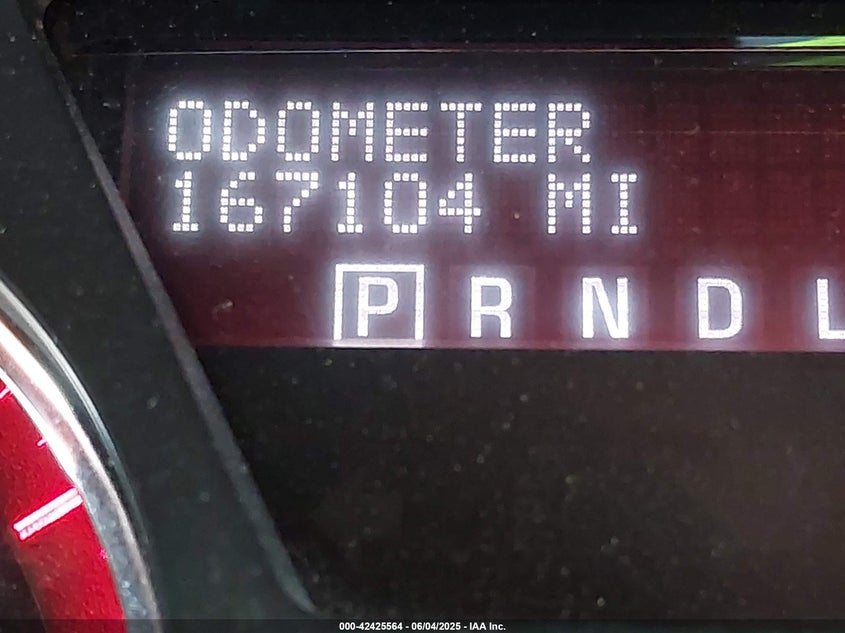 ODOMETER
167104 MI
P R N D L
000-42425564 - 06/04/2025 - IAA Inc.